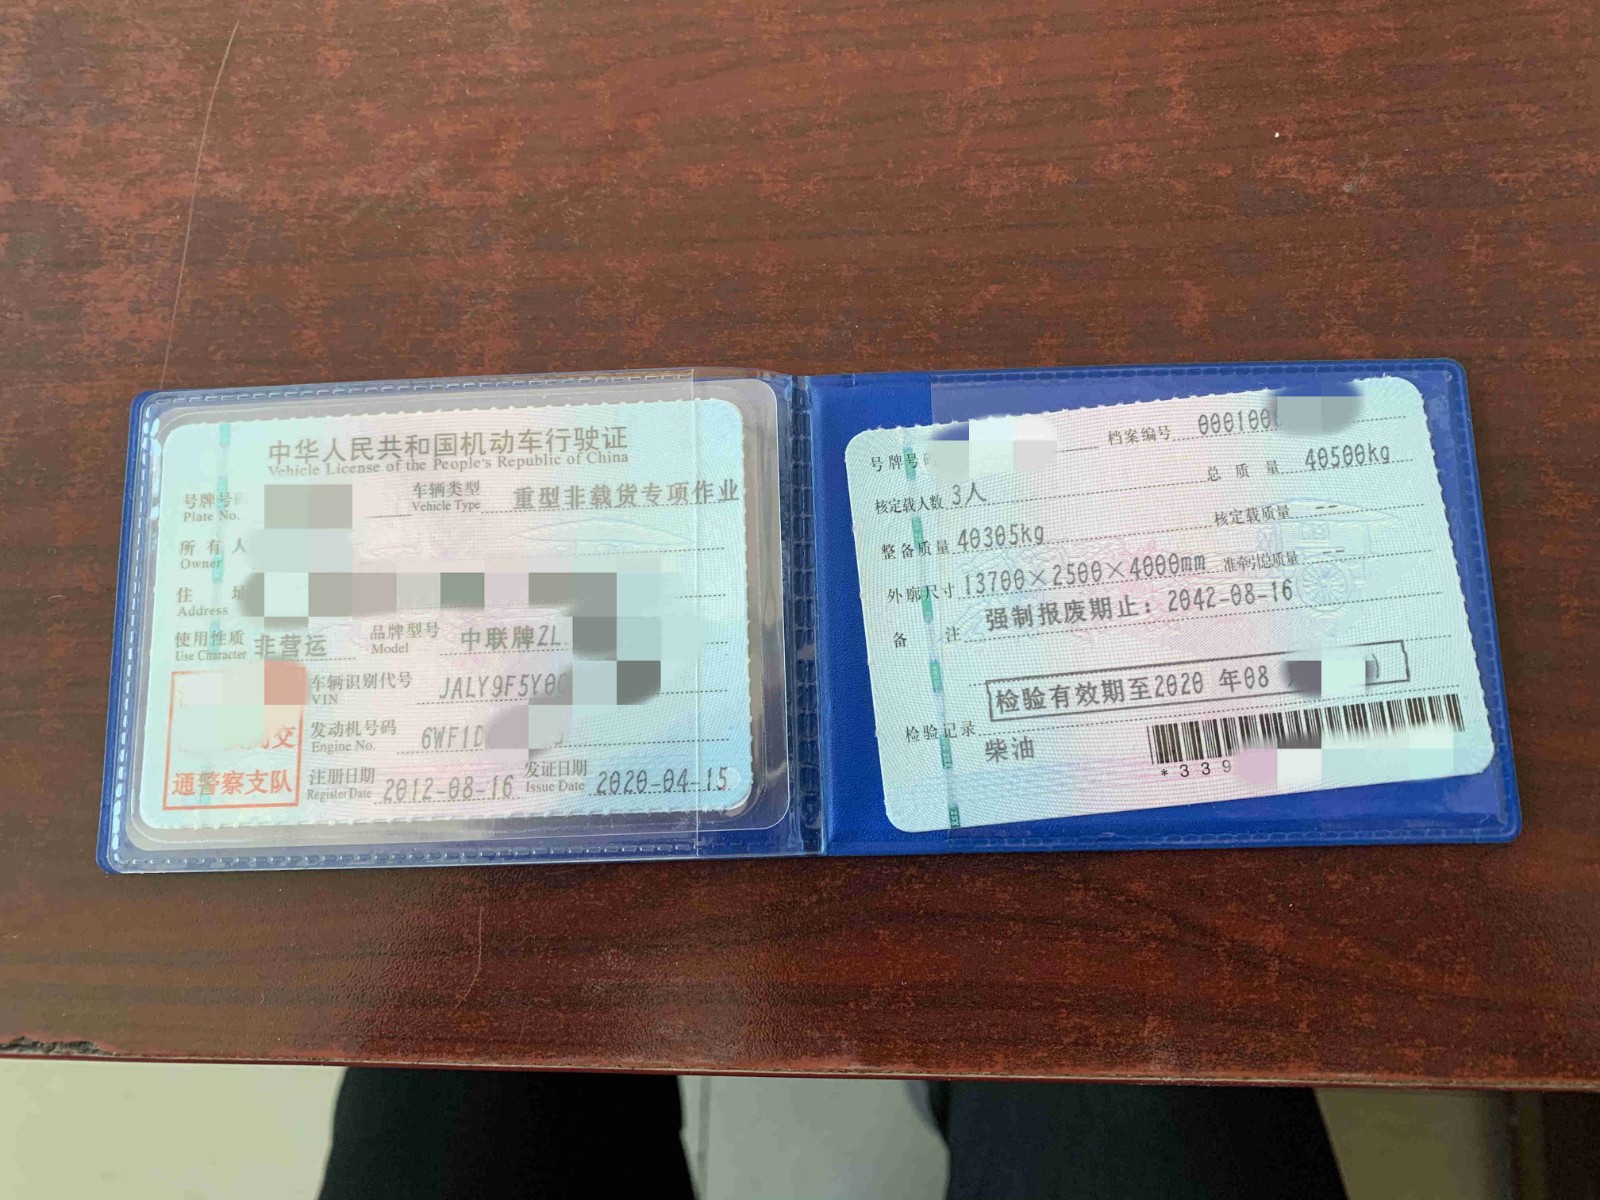 中华人民共和国机动车行驶证
Vehicle License of the People's Republic of China
号牌号 车辆类型 重型非载货专项作业
Plate No. Vehicle Type
所有人
Owner
住 址
Address
使用性质 非营运 品牌型号 中联牌ZL
Use Character Model
车辆识别代号 JALY9F5Y0
VIN
交
通警察支队
发动机号码 6WF1D
Engine No.
注册日期 2012-08-16 发证日期 2020-04-15
Register Date Issue Date
号牌号 档案编号 000100
核定载人数 3人 总质量 40500kg
整备质量 40305kg 核定载质量 --
外廓尺寸 13700×2500×4000mm 准牵引总质量 --
备 注 强制报废期止：2042-08-16
检验有效期至2020 年08
检验记录
柴油
*339